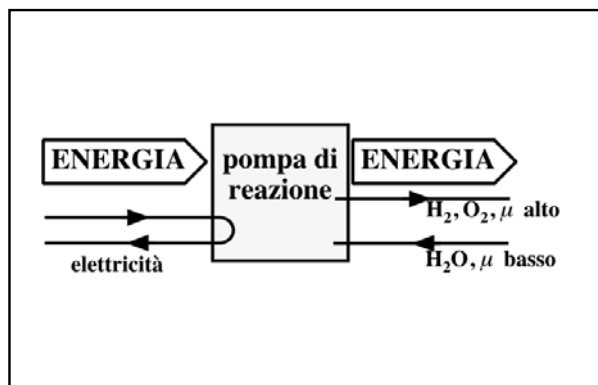 ENERGIA
pompa di
reazione
ENERGIA
H₂, O₂, μ alto
elettricità
H₂O, μ basso